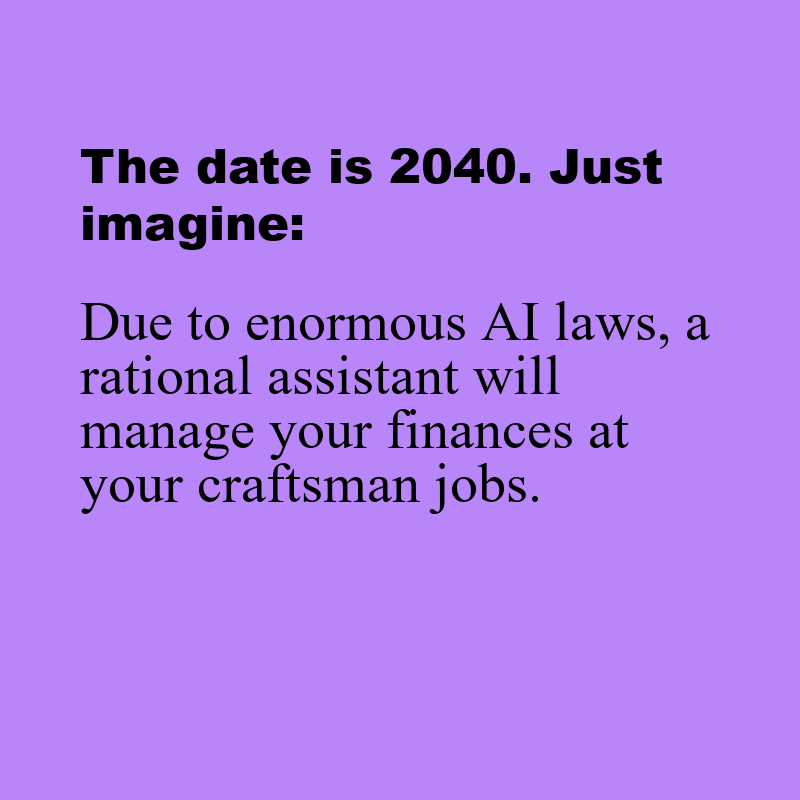 The date is 2040. Just
imagine:
Due to enormous AI laws, a
rational assistant will
manage your finances at
your craftsman jobs.